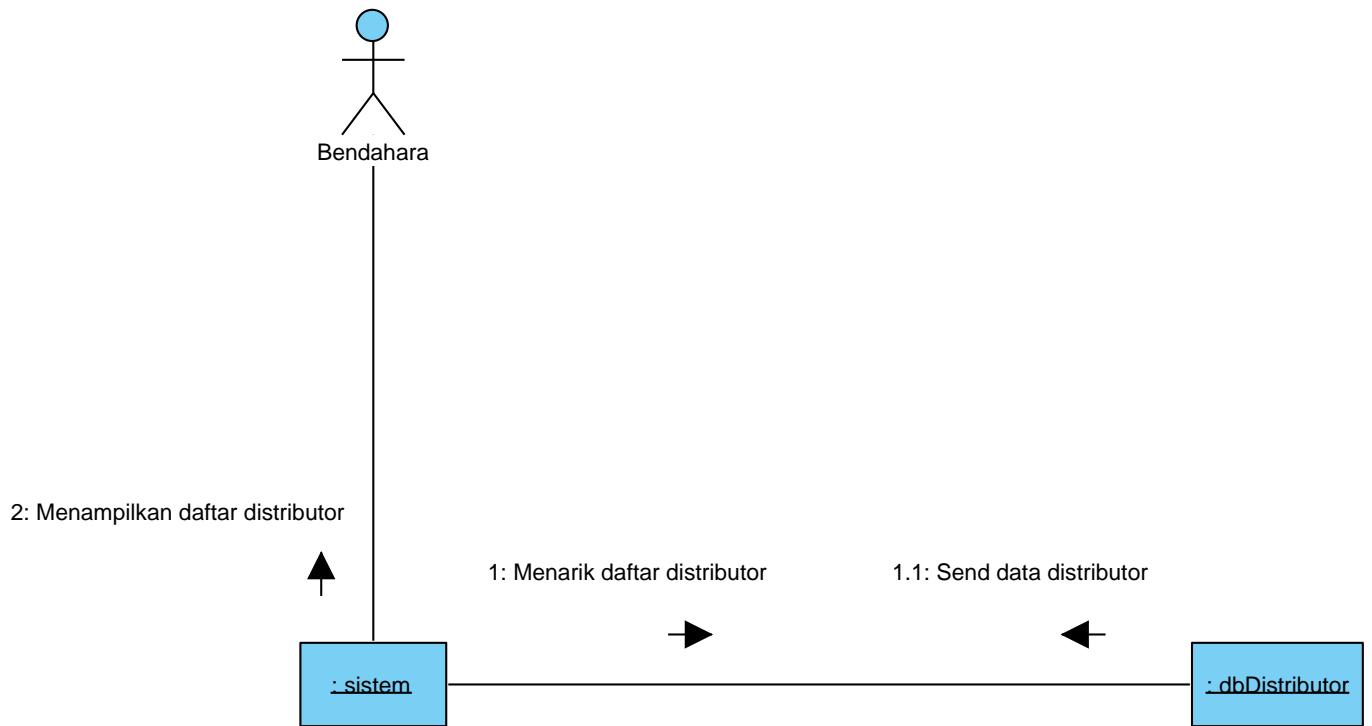 Bendahara
2: Menampilkan daftar distributor
1: Menarik daftar distributor
1.1: Send data distributor
: sistem
: dbDistributor